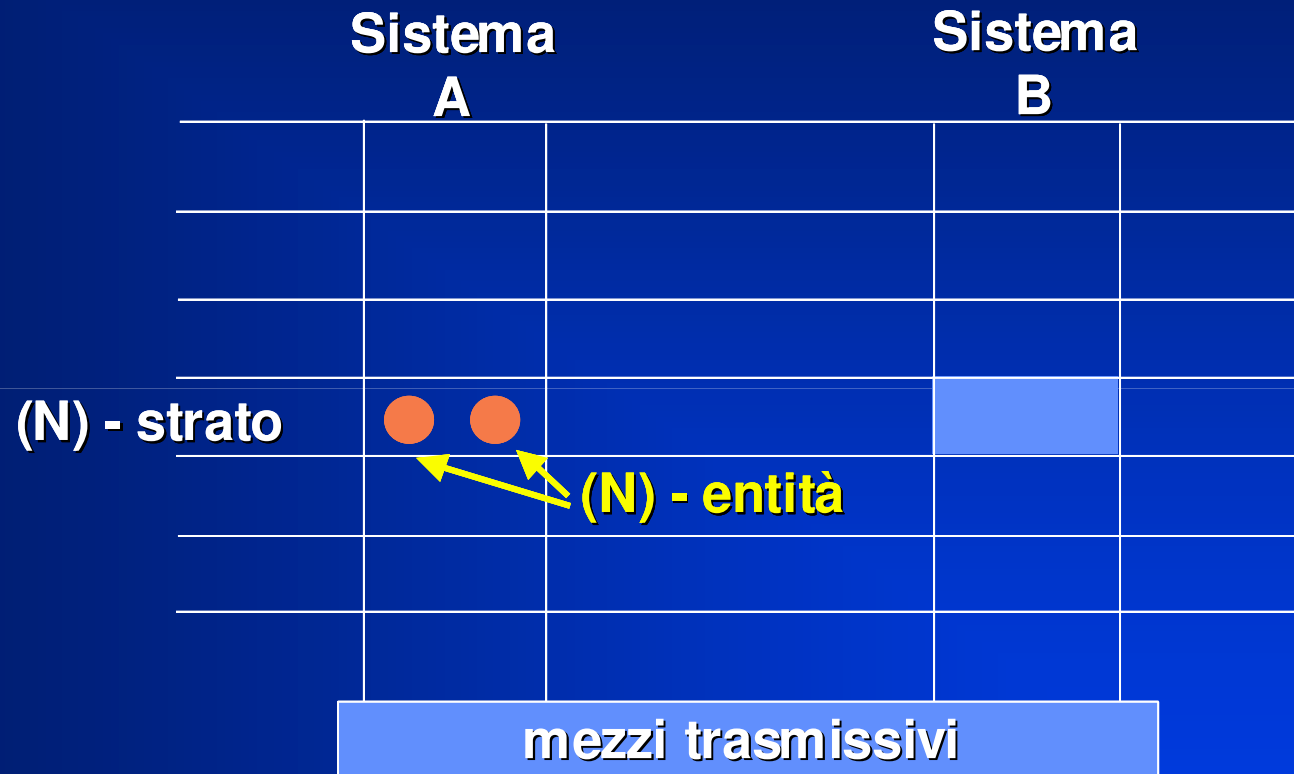 Sistema
A
Sistema
B
(N) - strato
(N) - entità
mezzi trasmissivi